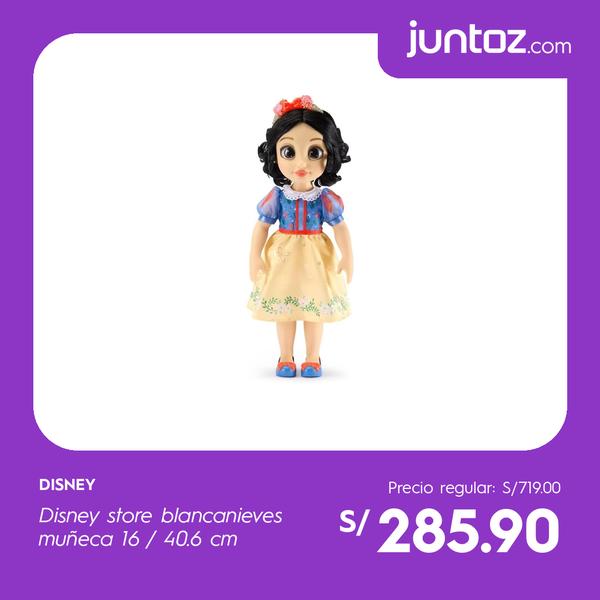 juntoz.com
DISNEY
Disney store blancanieves
muñeca 16 / 40.6 cm
Precio regular: S/719.00
S/ 285.90